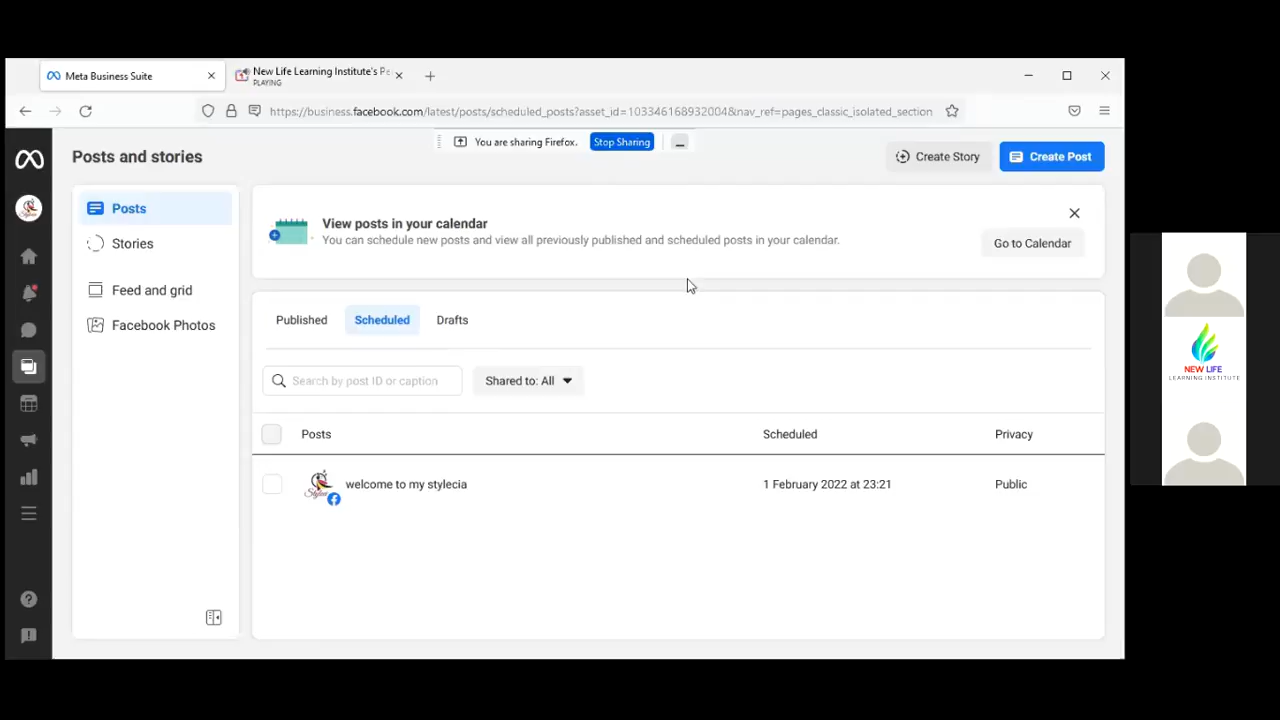 Meta Business Suite
New Life Learning Institute's Pe
PLAYING
https://business.facebook.com/latest/posts/scheduled_posts?asset_id=103346168932004&nav_ref=pages_classic_isolated_section
You are sharing Firefox.
Stop Sharing
Posts and stories
Create Story
Create Post
Posts
Stories
Feed and grid
Facebook Photos
View posts in your calendar
You can schedule new posts and view all previously published and scheduled posts in your calendar.
Go to Calendar
Published
Scheduled
Drafts
Search by post ID or caption
Shared to: All
Posts
Scheduled
Privacy
welcome to my stylecia
1 February 2022 at 23:21
Public
NEW LIFE
LEARNING INSTITUTE